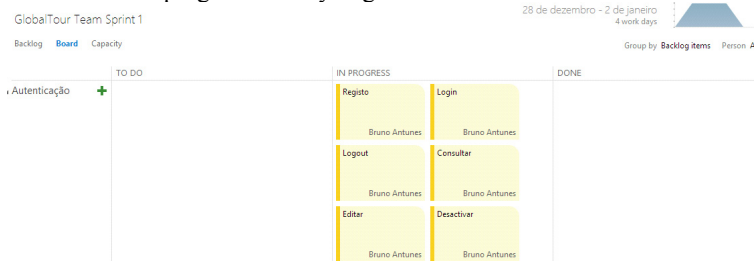 GlobalTour Team Sprint 1
28 de dezembro - 2 de janeiro
4 work days
Backlog Board Capacity
Group by Backlog items Person A
TO DO IN PROGRESS DONE
Autenticação
Registo Login
Bruno Antunes Bruno Antunes
Logout Consultar
Bruno Antunes Bruno Antunes
Editar Desactivar
Bruno Antunes Bruno Antunes